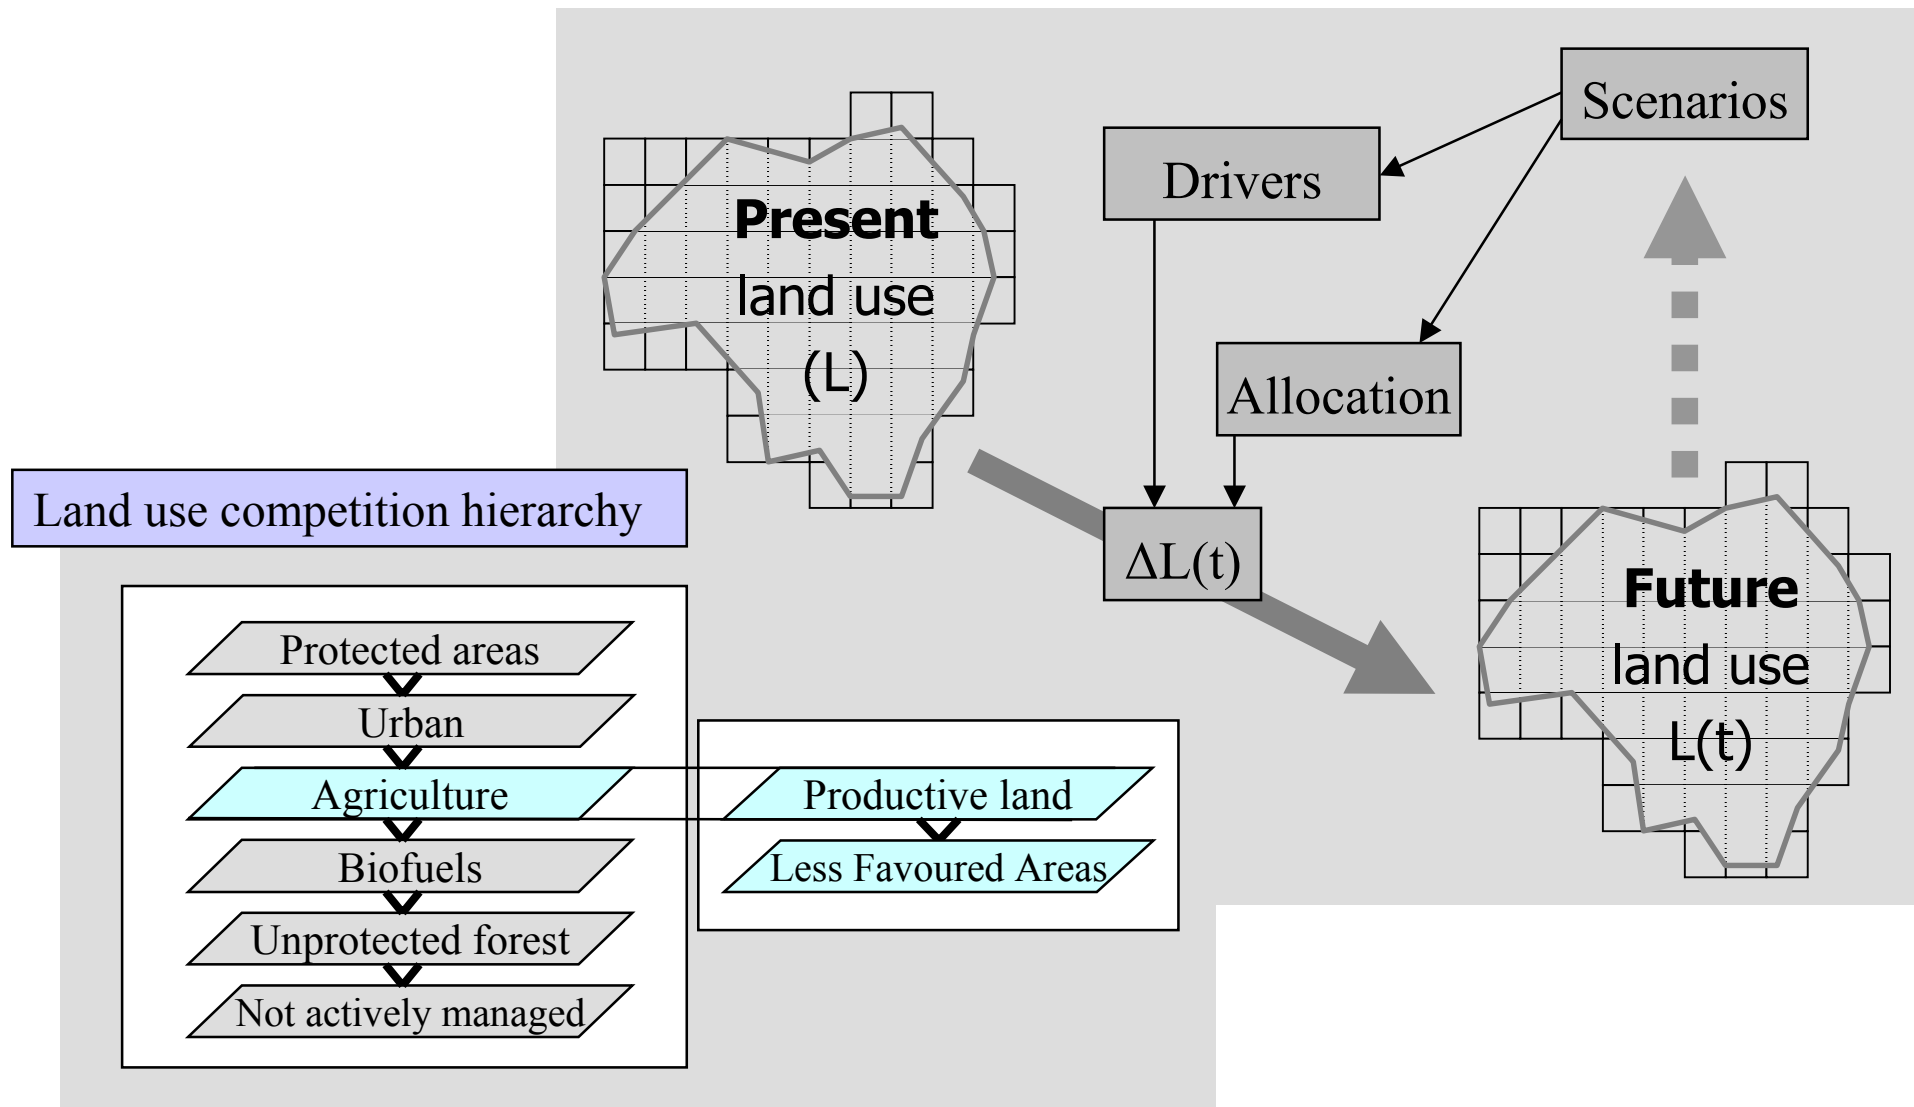 Scenarios
Drivers
Present
land use
(L)
Allocation
Land use competition hierarchy
ΔL(t)
Future
land use
L(t)
Protected areas
Urban
Agriculture
Productive land
Biofuels
Less Favoured Areas
Unprotected forest
Not actively managed